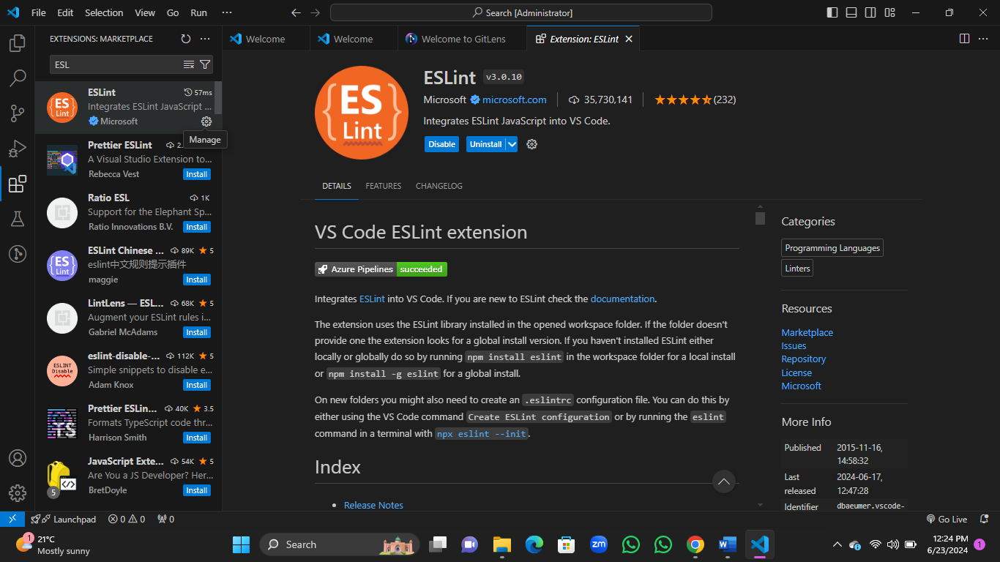 File Edit Selection View Go Run ···
Search [Administrator]
EXTENSIONS: MARKETPLACE
ESL
ESLint 57ms
Integrates ESLint JavaScript ...
Microsoft
Manage
Prettier ESLint 2.
A Visual Studio Extension to...
Rebecca Vest Install
Ratio ESL 1K
Support for the Elephant Sp...
Ratio Innovations B.V. Install
ESLint Chinese ... 89K 5
eslint中文规则提示插件
maggie Install
LintLens — ESL... 68K 5
Augment your ESLint rules i...
Gabriel McAdams Install
ESLINT
Disable
eslint-disable-... 112K 5
Simple snippets to disable e...
Adam Knox Install
Prettier ESLin... 40K 3.5
Formats TypeScript code thr...
Harrison Smith Install
JavaScript Exte... 54K 5
Are You a JS Developer? Her...
BretDoyle Install
5
Welcome
Welcome
Welcome to GitLens
Extension: ESLint
{ES}
Lint
ESLint v3.0.10
Microsoft microsoft.com 35,730,141 (232)
Integrates ESLint JavaScript into VS Code.
Disable Uninstall
DETAILS FEATURES CHANGELOG
VS Code ESLint extension
Azure Pipelines succeeded
Integrates ESLint into VS Code. If you are new to ESLint check the documentation.
The extension uses the ESLint library installed in the opened workspace folder. If the folder doesn't
provide one the extension looks for a global install version. If you haven't installed ESLint either
locally or globally do so by running npm install eslint in the workspace folder for a local install
or npm install -g eslint for a global install.
On new folders you might also need to create an .eslintrc configuration file. You can do this by
either using the VS Code command Create ESLint configuration or by running the eslint
command in a terminal with npx eslint --init.
Index
• Release Notes
Categories
Programming Languages
Linters
Resources
Marketplace
Issues
Repository
License
Microsoft
More Info
Published 2015-11-16,
14:58:32
Last 2024-06-17,
released 12:47:28
Identifier dbaeumer.vscode-
Launchpad 0 0 0
Go Live
1
21°C
Mostly sunny
Search
zm
12:24 PM
6/23/2024
1